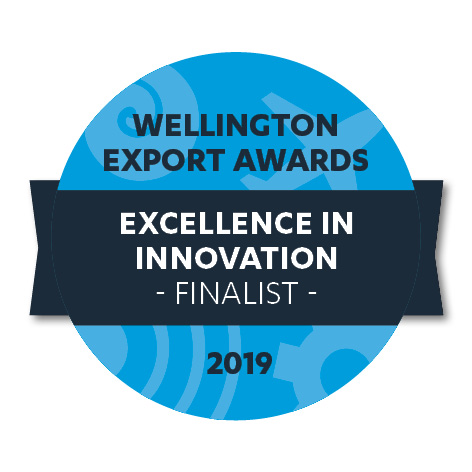 WELLINGTON
EXPORT AWARDS
EXCELLENCE IN
INNOVATION
- FINALIST -
2019